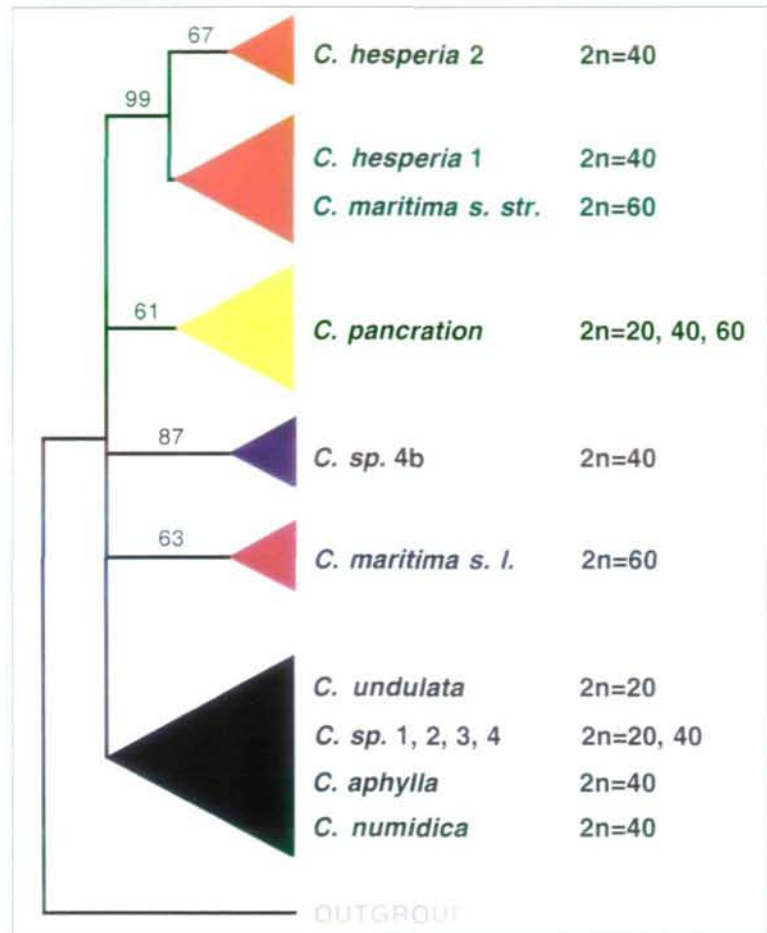 67
C. hesperia 2 2n=40
99
C. hesperia 1 2n=40
C. maritima s. str. 2n=60
61
C. pancration 2n=20, 40, 60
87
C. sp. 4b 2n=40
63
C. maritima s. l. 2n=60
C. undulata 2n=20
C. sp. 1, 2, 3, 4 2n=20, 40
C. aphylla 2n=40
C. numidica 2n=40
OUTGROUP